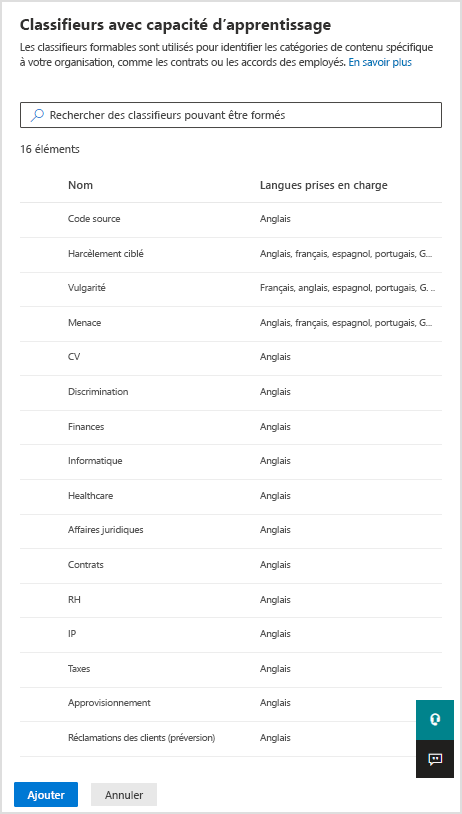 Classifieurs avec capacité d’apprentissage
Les classifieurs formables sont utilisés pour identifier les catégories de contenu spécifique
à votre organisation, comme les contrats ou les accords des employés. En savoir plus
Rechercher des classifieurs pouvant être formés
16 éléments
Nom Langues prises en charge
Code source Anglais
Harcèlement ciblé Anglais, français, espagnol, portugais, G...
Vulgarité Français, anglais, espagnol, portugais, G. ..
Menace Anglais, français, espagnol, portugais, G...
CV Anglais
Discrimination Anglais
Finances Anglais
Informatique Anglais
Healthcare Anglais
Affaires juridiques Anglais
Contrats Anglais
RH Anglais
IP Anglais
Taxes Anglais
Approvisionnement Anglais
Réclamations des clients (préversion) Anglais
Ajouter Annuler